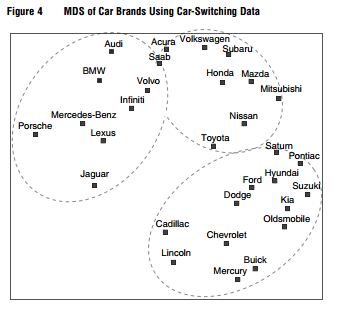 Figure 4 MDS of Car Brands Using Car-Switching Data
Audi
Acura
Volkswagen
Saab
Subaru
BMW
Volvo
Honda
Mazda
Mitsubishi
Infiniti
Mercedes-Benz
Nissan
Porsche
Lexus
Toyota
Saturn
Pontiac
Jaguar
Ford
Hyundai
Suzuki
Dodge
Kia
Oldsmobile
Cadillac
Chevrolet
Lincoln
Buick
Mercury